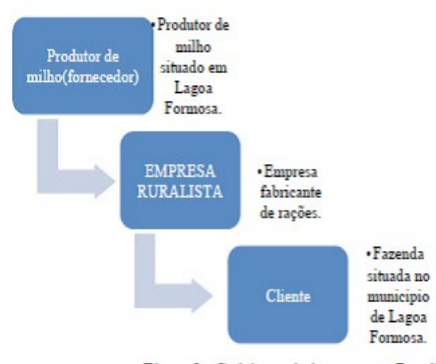 Produtor de
milho(fornecedor)
•Produtor de
milho
situado em
Lagoa
Formosa.
EMPRESA
RURALISTA
•Empresa
fabricante
de rações.
Cliente
•Fazenda
situada no
município
de Lagoa
Formosa.